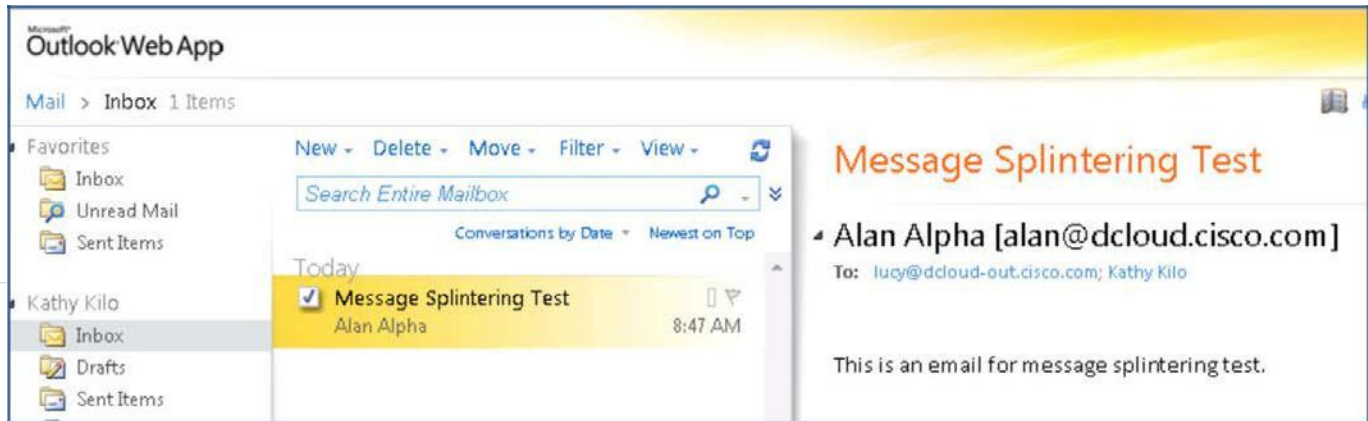 Microsoft®
Outlook Web App
Mail > Inbox 1 Items
Favorites
Inbox
Unread Mail
Sent Items
Kathy Kilo
Inbox
Drafts
Sent Items
New Delete Move Filter View
Search Entire Mailbox
Conversations by Date Newest on Top
Today
Message Splintering Test
Alan Alpha 8:47 AM
Message Splintering Test
Alan Alpha [alan@dcloud.cisco.com]
To: lucy@dcloud-out.cisco.com; Kathy Kilo
This is an email for message splintering test.